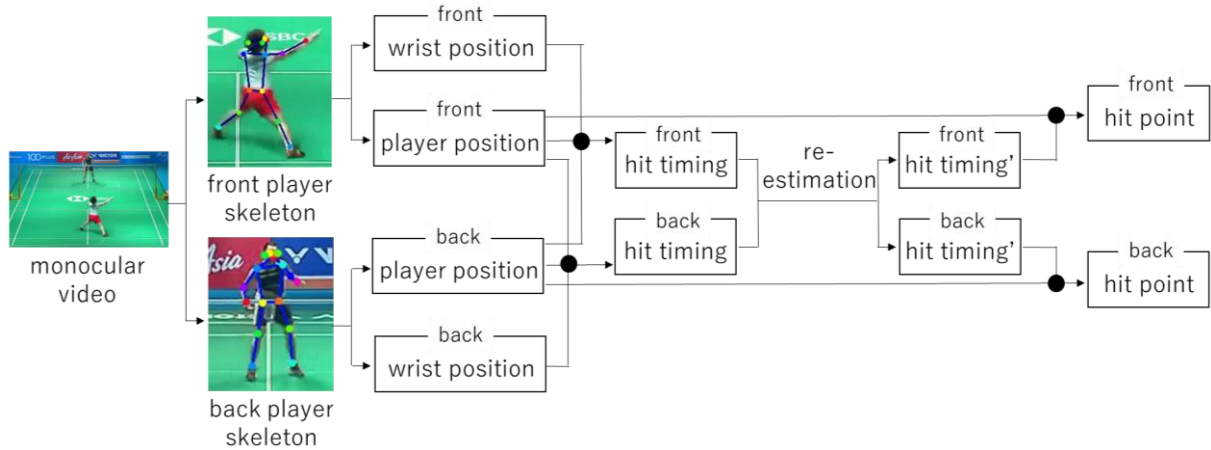 monocular
video
front player
skeleton
back player
skeleton
front
wrist position
front
player position
back
player position
back
wrist position
front
hit timing
back
hit timing
re-
estimation
front
hit timing’
back
hit timing’
front
hit point
back
hit point
SBC
Asia